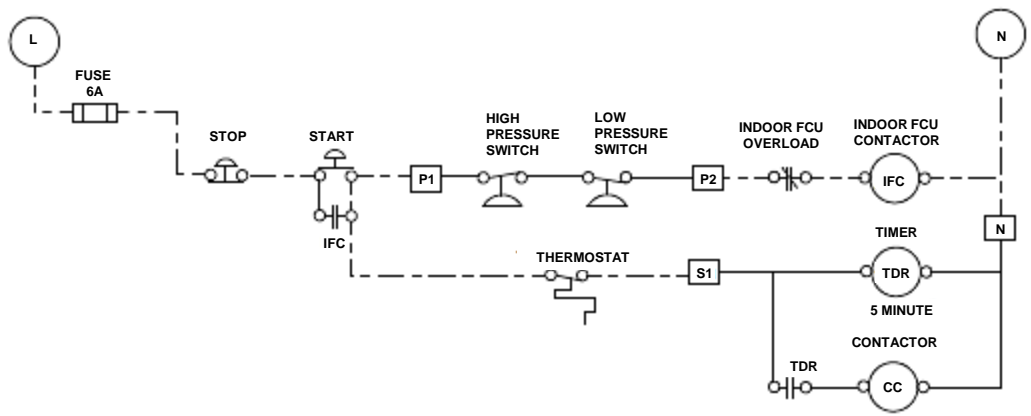 L
N
FUSE
6A
STOP
START
HIGH
PRESSURE
SWITCH
LOW
PRESSURE
SWITCH
INDOOR FCU
OVERLOAD
INDOOR FCU
CONTACTOR
P1
P2
IFC
IFC
N
THERMOSTAT
S1
TIMER
TDR
5 MINUTE
CONTACTOR
TDR
CC